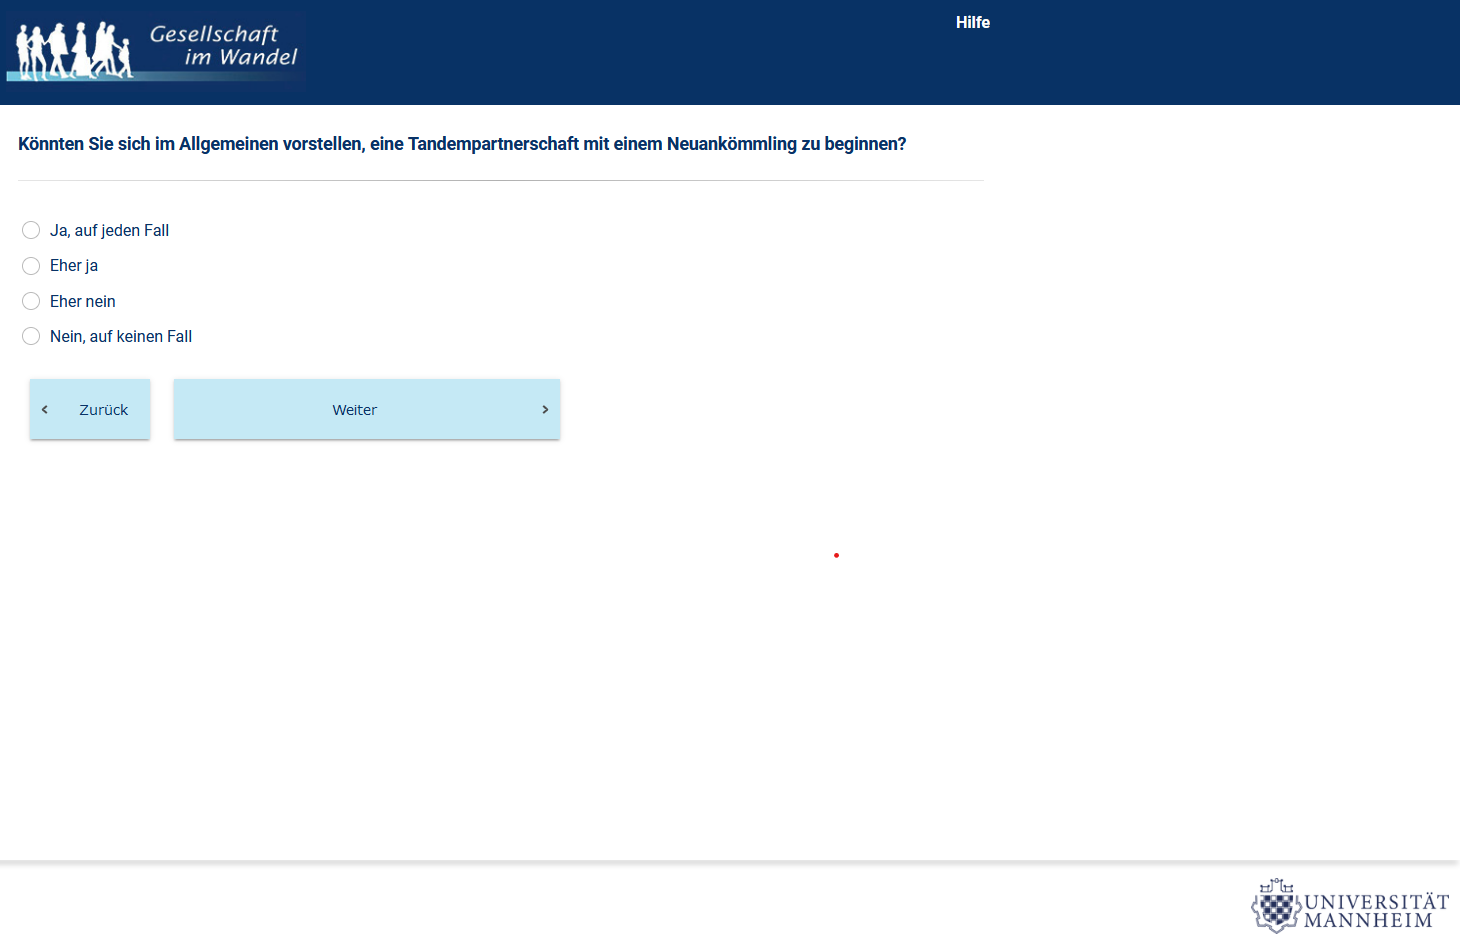 Gesellschaft
im Wandel
Hilfe
Könnten Sie sich im Allgemeinen vorstellen, eine Tandempartnerschaft mit einem Neuankömmling zu beginnen?
Ja, auf jeden Fall
Eher ja
Eher nein
Nein, auf keinen Fall
Zurück
Weiter
UNIVERSITÄT
MANNHEIM